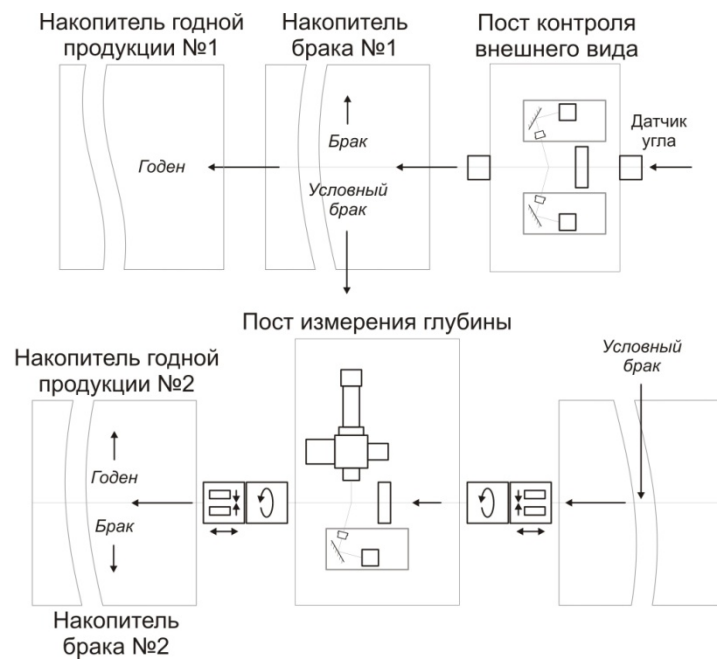 Накопитель годной
продукции №1
Накопитель
брака №1
Пост контроля
внешнего вида
Брак
Годен
Условный
брак
Датчик
угла
Пост измерения глубины
Накопитель годной
продукции №2
Условный
брак
Годен
Брак
Накопитель
брака №2